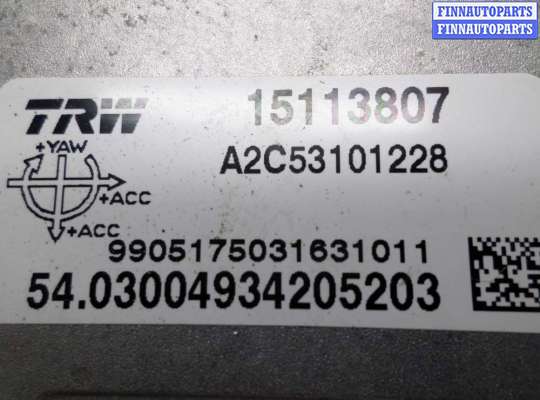 FINNAUTOPARTS
FINNAUTOPARTS
TRW
15113807
+YAW
A2C53101228
+ACC
+ACC
9905175031631011
54.03004934205203